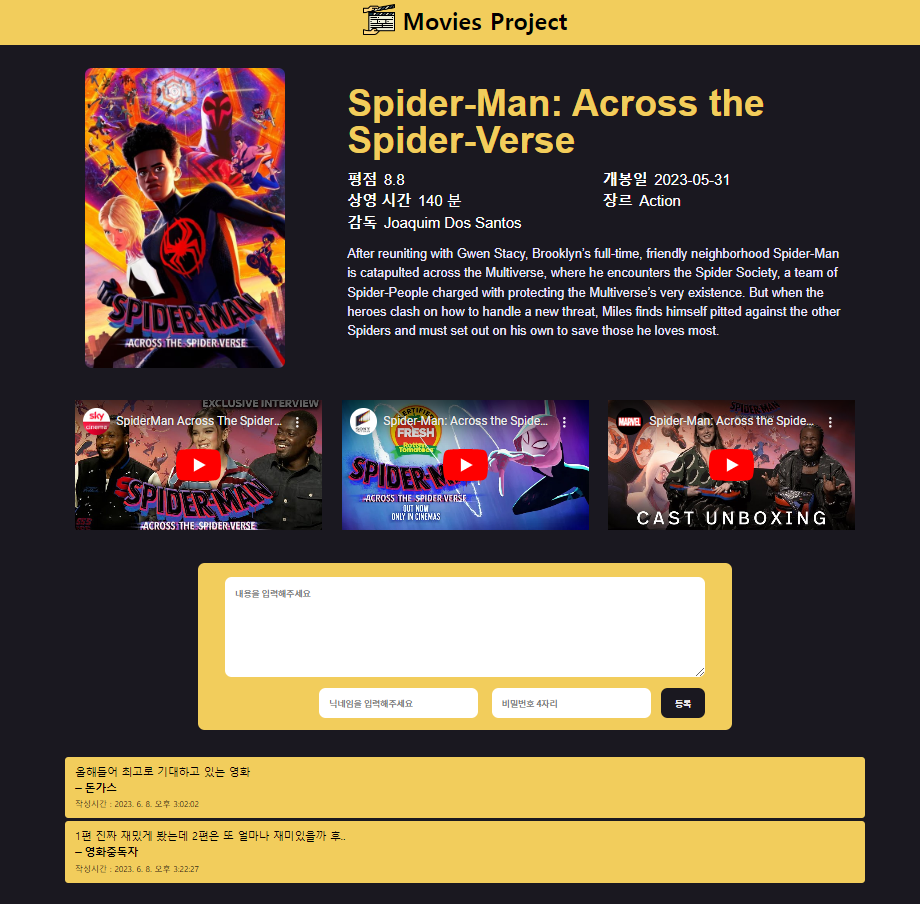 Movies Project
SPIDER-MAN
ACROSS THE SPIDER-VERSE
Spider-Man: Across the
Spider-Verse
평점 8.8
개봉일 2023-05-31
상영 시간 140 분
장르 Action
감독 Joaquim Dos Santos
After reuniting with Gwen Stacy, Brooklyn's full-time, friendly neighborhood Spider-Man
is catapulted across the Multiverse, where he encounters the Spider Society, a team of
Spider-People charged with protecting the Multiverse's very existence. But when the
heroes clash on how to handle a new threat, Miles finds himself pitted against the other
Spiders and must set out on his own to save those he loves most.
EXCLUSIVE INTERVIEW
sky
cinema
SpiderMan Across The Spider...
SPIDER-MAN
ACROSS THE SPIDER-VERSE
SONY
Spider-Man: Across the Spide...
CERTIFIED
FRESH
Rotten
Tomatoes
SPIDER-MAN
ACROSS THE SPIDER-VERSE
OUT NOW
ONLY IN CINEMAS
SPIDER-MAN
MARVEL
Spider-Man: Across the Spide...
CAST UNBOXING
내용을 입력해주세요
닉네임을 입력해주세요
비밀번호 4자리
등록
올해들어 최고로 기대하고 있는 영화
– 돈가스
작성시간 : 2023. 6. 8. 오후 3:02:02
1편 진짜 재밌게 봤는데 2편은 또 얼마나 재미있을까 후..
– 영화중독자
작성시간 : 2023. 6. 8. 오후 3:22:27